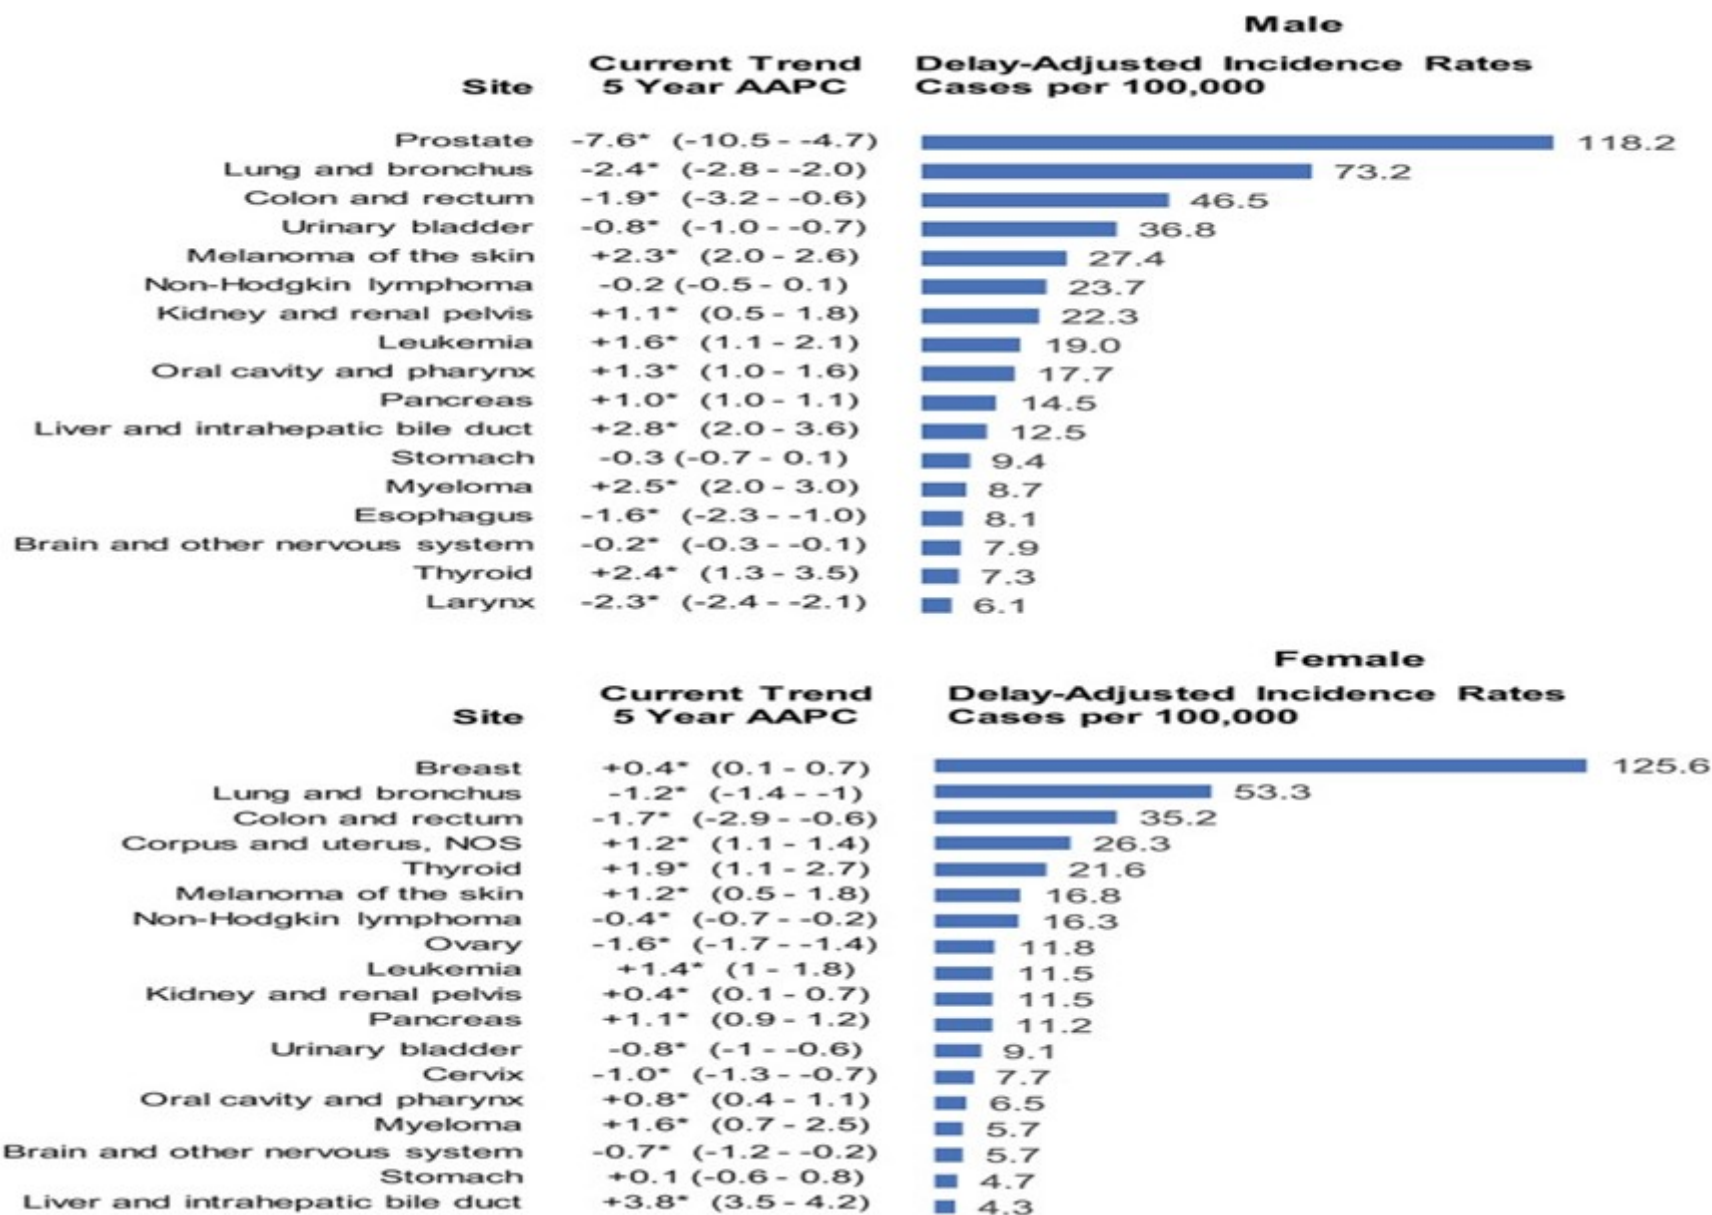 Male
Site Current Trend 5 Year AAPC Delay-Adjusted Incidence Rates Cases per 100,000
Prostate -7.6* (-10.5 - -4.7) 118.2
Lung and bronchus -2.4* (-2.8 - -2.0) 73.2
Colon and rectum -1.9* (-3.2 - -0.6) 46.5
Urinary bladder -0.8* (-1.0 - -0.7) 36.8
Melanoma of the skin +2.3* (2.0 - 2.6) 27.4
Non-Hodgkin lymphoma -0.2 (-0.5 - 0.1) 23.7
Kidney and renal pelvis +1.1* (0.5 - 1.8) 22.3
Leukemia +1.6* (1.1 - 2.1) 19.0
Oral cavity and pharynx +1.3* (1.0 - 1.6) 17.7
Pancreas +1.0* (1.0 - 1.1) 14.5
Liver and intrahepatic bile duct +2.8* (2.0 - 3.6) 12.5
Stomach -0.3 (-0.7 - 0.1) 9.4
Myeloma +2.5* (2.0 - 3.0) 8.7
Esophagus -1.6* (-2.3 - -1.0) 8.1
Brain and other nervous system -0.2* (-0.3 - -0.1) 7.9
Thyroid +2.4* (1.3 - 3.5) 7.3
Larynx -2.3* (-2.4 - -2.1) 6.1
Female
Site Current Trend 5 Year AAPC Delay-Adjusted Incidence Rates Cases per 100,000
Breast +0.4* (0.1 - 0.7) 125.6
Lung and bronchus -1.2* (-1.4 - -1) 53.3
Colon and rectum -1.7* (-2.9 - -0.6) 35.2
Corpus and uterus, NOS +1.2* (1.1 - 1.4) 26.3
Thyroid +1.9* (1.1 - 2.7) 21.6
Melanoma of the skin +1.2* (0.5 - 1.8) 16.8
Non-Hodgkin lymphoma -0.4* (-0.7 - -0.2) 16.3
Ovary -1.6* (-1.7 - -1.4) 11.8
Leukemia +1.4* (1 - 1.8) 11.5
Kidney and renal pelvis +0.4* (0.1 - 0.7) 11.5
Pancreas +1.1* (0.9 - 1.2) 11.2
Urinary bladder -0.8* (-1 - -0.6) 9.1
Cervix -1.0* (-1.3 - -0.7) 7.7
Oral cavity and pharynx +0.8* (0.4 - 1.1) 6.5
Myeloma +1.6* (0.7 - 2.5) 5.7
Brain and other nervous system -0.7* (-1.2 - -0.2) 5.7
Stomach +0.1 (-0.6 - 0.8) 4.7
Liver and intrahepatic bile duct +3.8* (3.5 - 4.2) 4.3